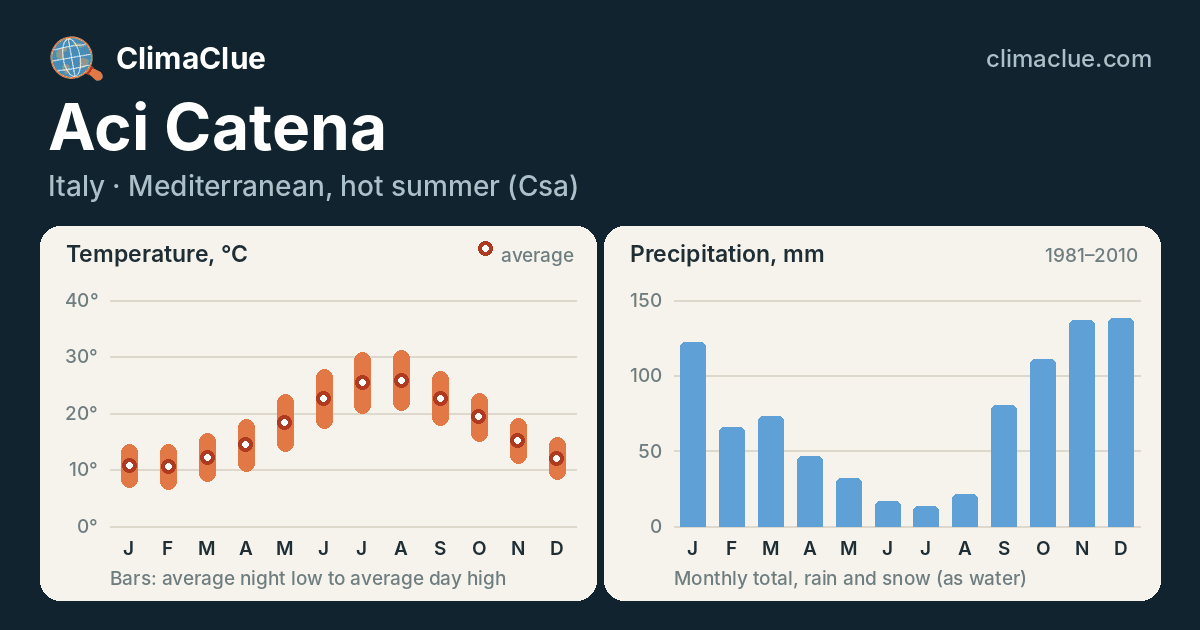 ClimaClue
climaclue.com
Aci Catena
Italy · Mediterranean, hot summer (Csa)
Temperature, °C
average
40°
30°
20°
10°
0°
J F M A M J J A S O N D
Bars: average night low to average day high
Precipitation, mm
1981–2010
150
100
50
0
J F M A M J J A S O N D
Monthly total, rain and snow (as water)